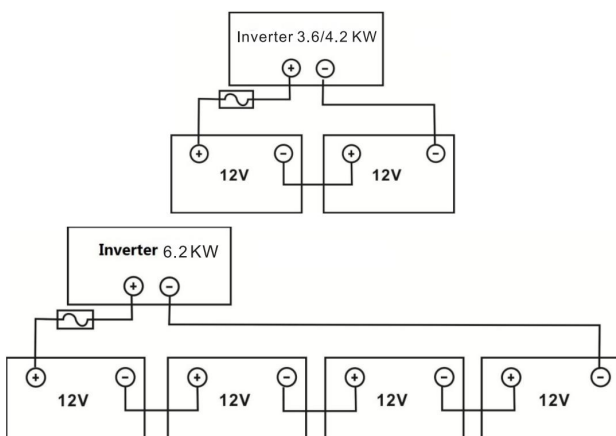 Inverter 3.6/4.2 KW
+ −
+ − + −
12V 12V
Inverter 6.2 KW
+ −
+ − + − + − + −
12V 12V 12V 12V